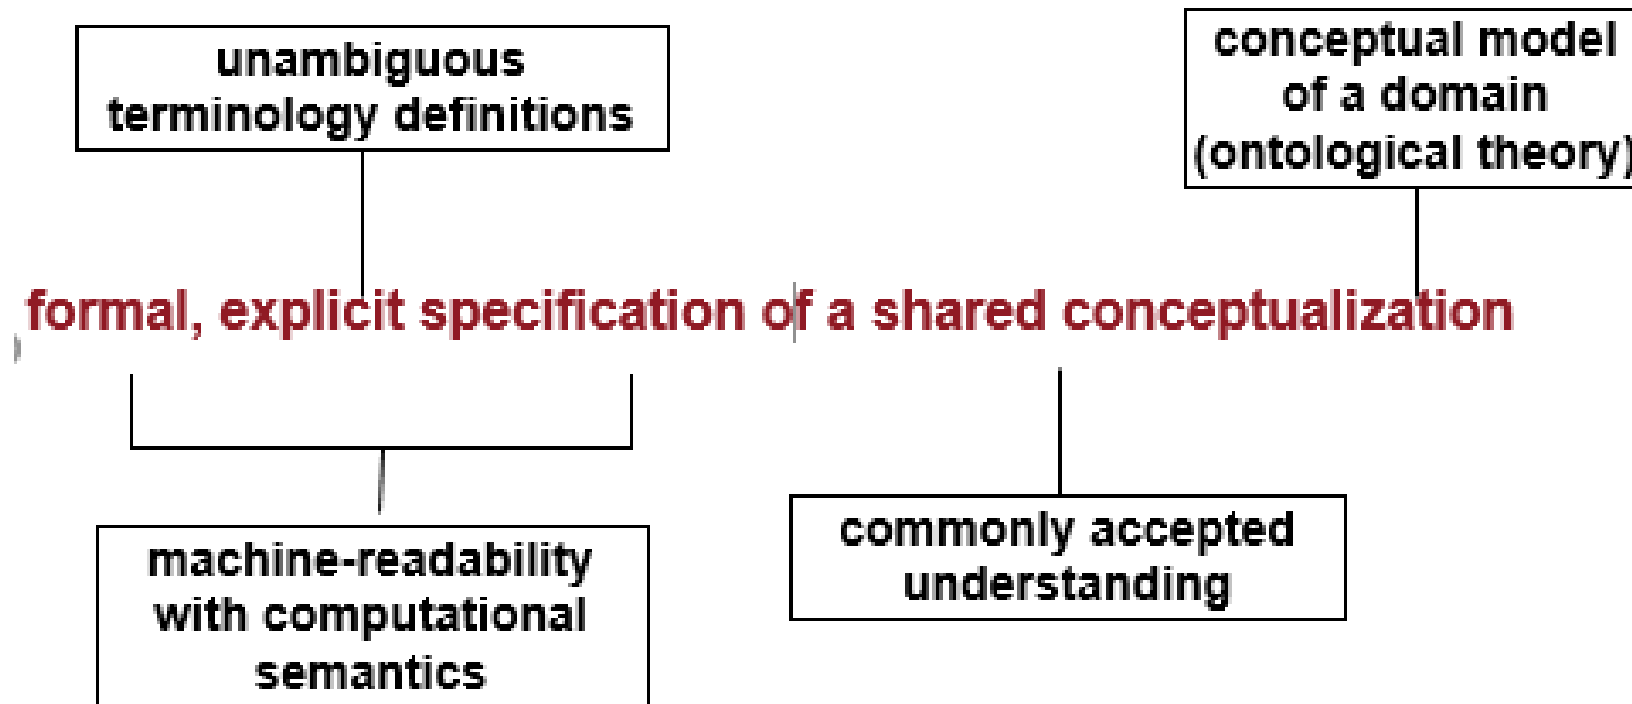 unambiguous
terminology definitions
conceptual model
of a domain
(ontological theory)
formal, explicit specification of a shared conceptualization
machine-readability
with computational
semantics
commonly accepted
understanding